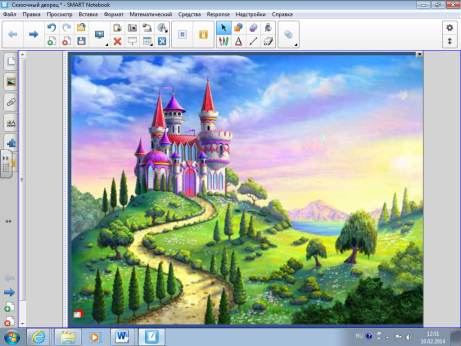 Сказочный дворец * - SMART Notebook
Файл Правка Просмотр Вставка Формат Математический Средства Response Надстройки Справка
RU
12:51
10.02.2014